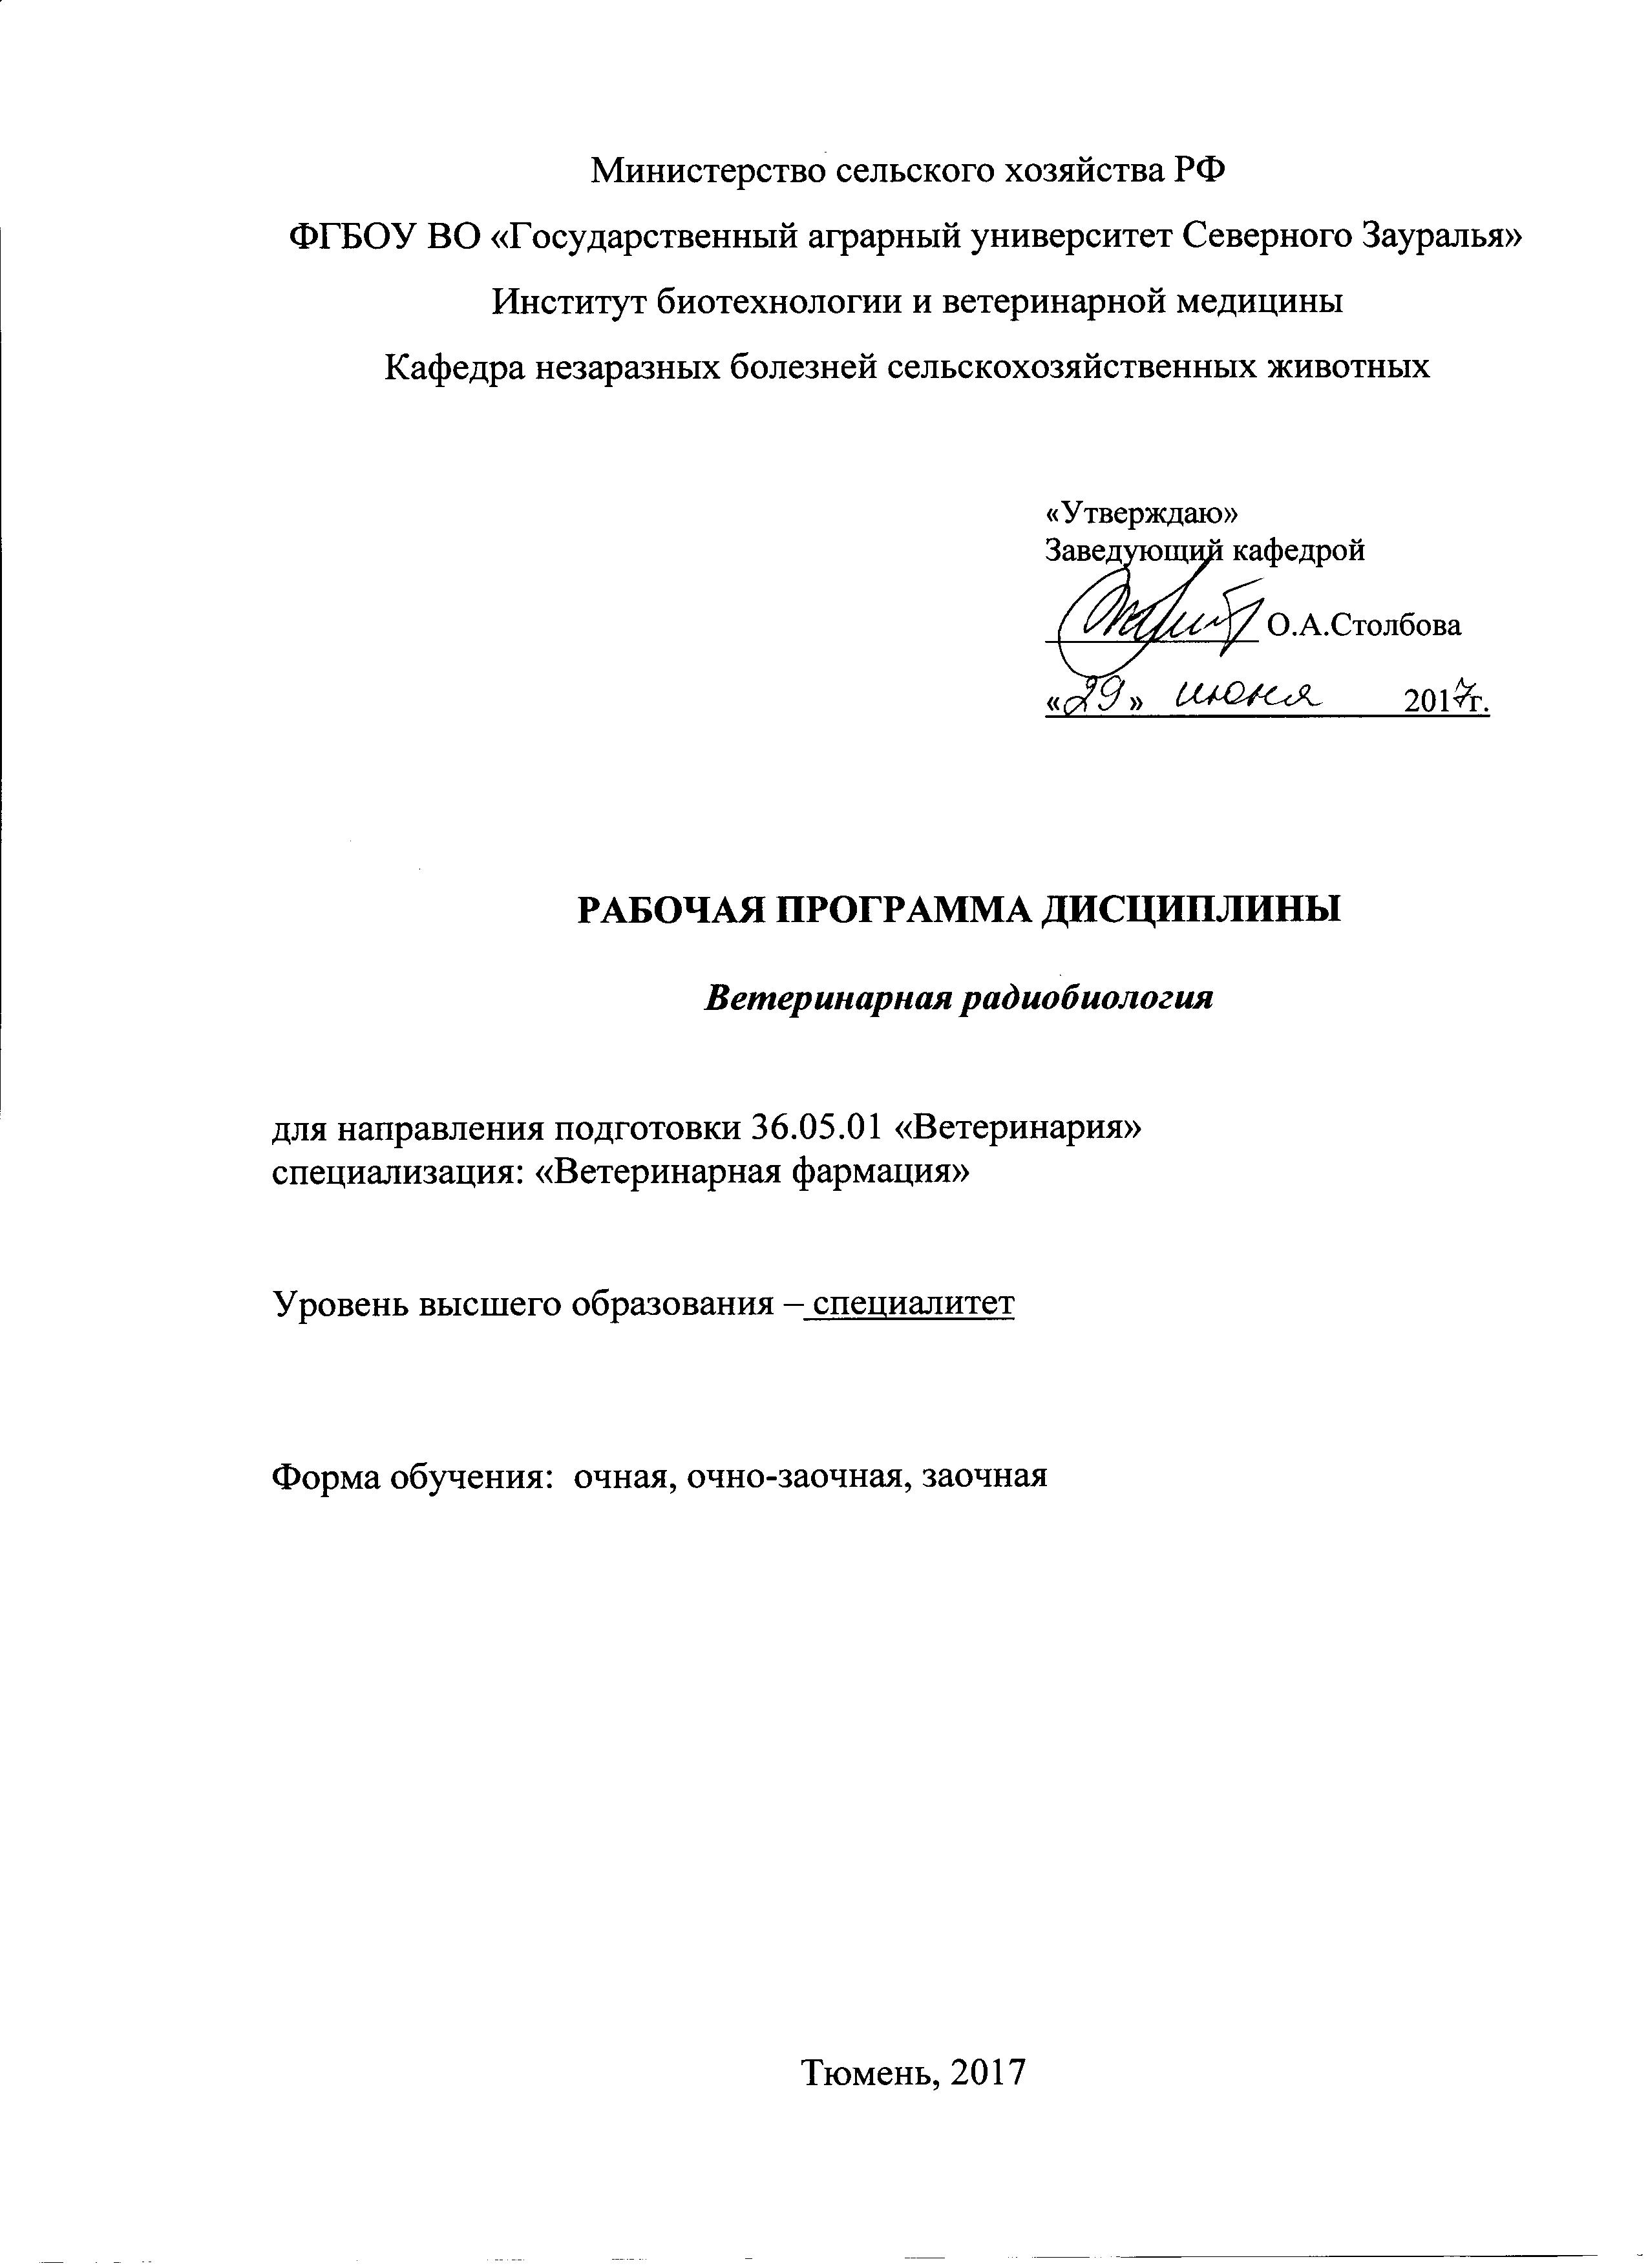 Министерство сельского хозяйства РФ
ФГБОУ ВО «Государственный аграрный университет Северного Зауралья»
Институт биотехнологии и ветеринарной медицины
Кафедра незаразных болезней сельскохозяйственных животных
«Утверждаю»
Заведующий кафедрой
О.А.Столбова
«29» июня 2017г.
РАБОЧАЯ ПРОГРАММА ДИСЦИПЛИНЫ
Ветеринарная радиобиология
для направления подготовки 36.05.01 «Ветеринария»
специализация: «Ветеринарная фармация»
Уровень высшего образования – специалитет
Форма обучения: очная, очно-заочная, заочная
Тюмень, 2017